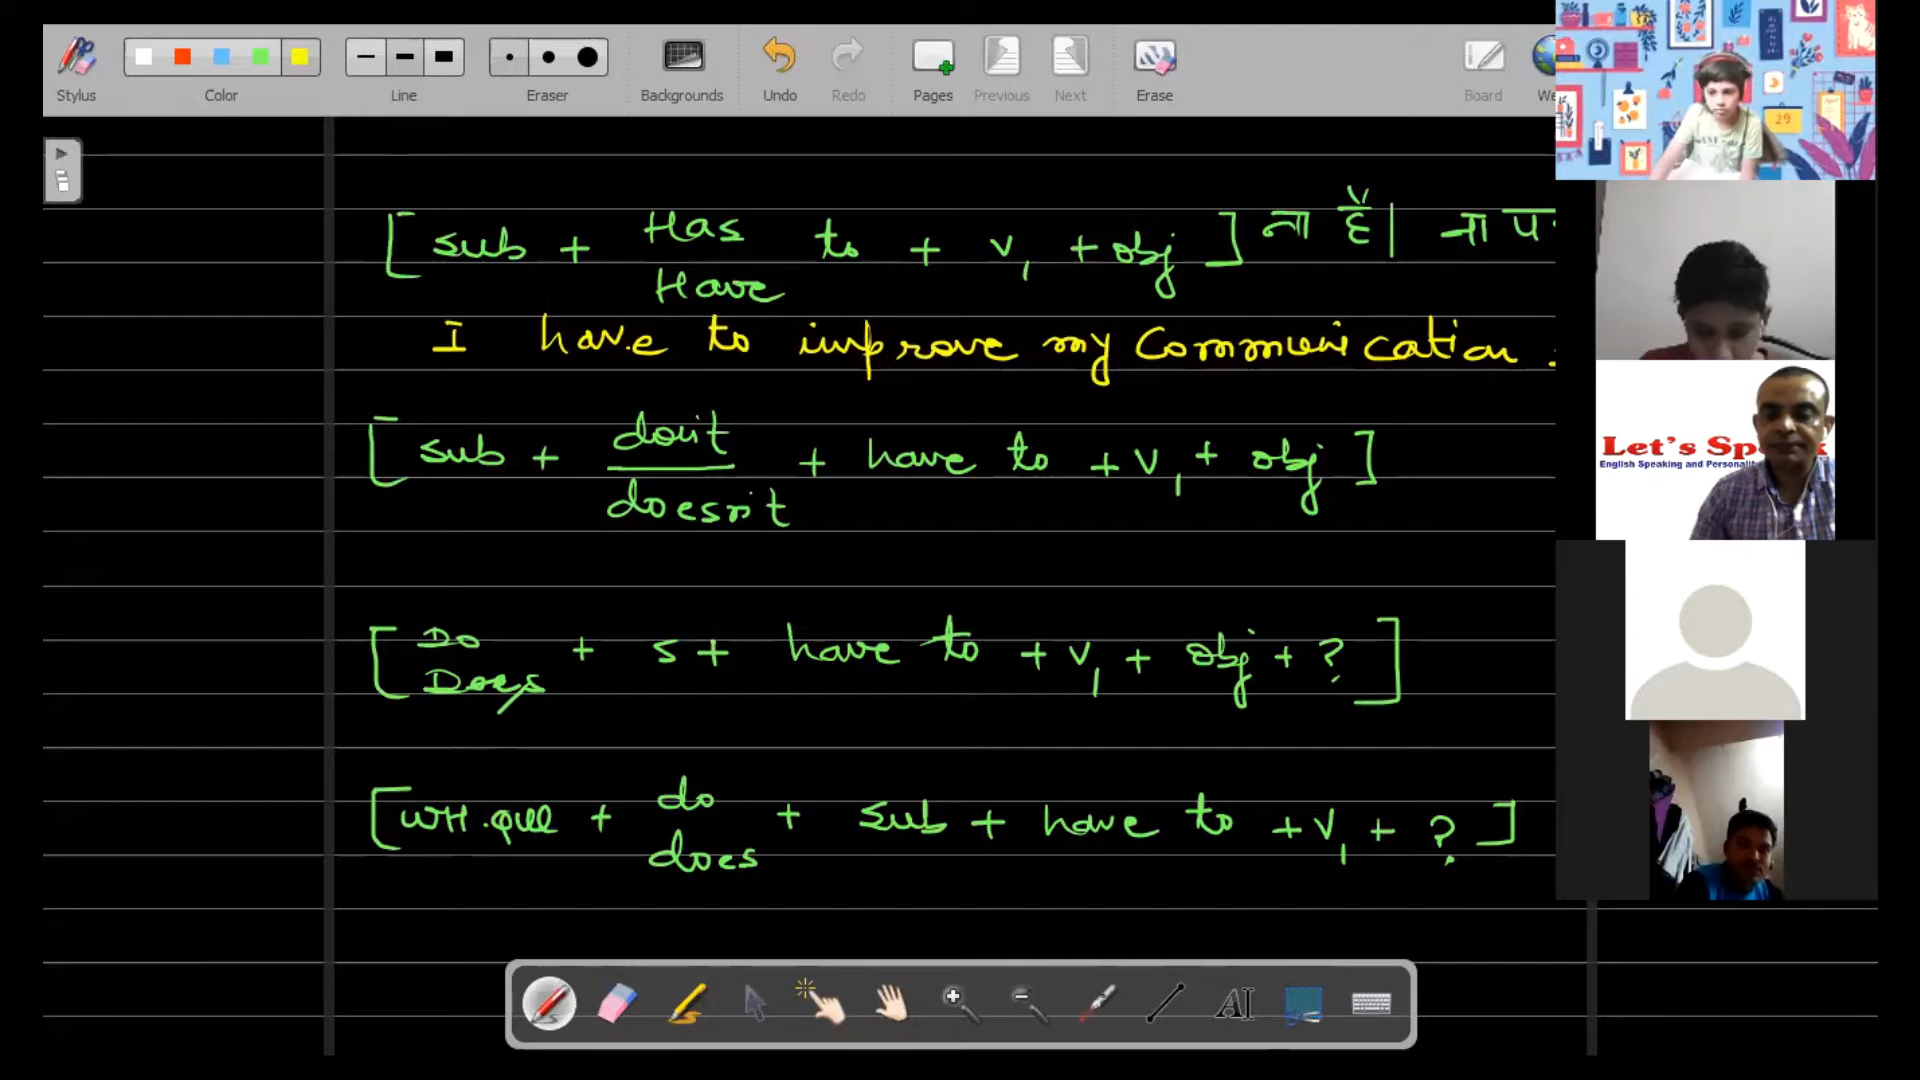 Stylus
Color
Line
Eraser
Backgrounds
Undo
Redo
Pages
Previous
Next
Erase
Board
[ sub + Has to + v1 + obj ] ना है। ना
Have
I have to improve my communication.
[ sub + don't + have to + v1 + obj ]
doesn't
[ Do + s + have to + v1 + obj + ? ]
Does
[ WH.que + do + sub + have to + v1 + ? ]
does
29
Let's Sp k
English Speaking and Personali
AI